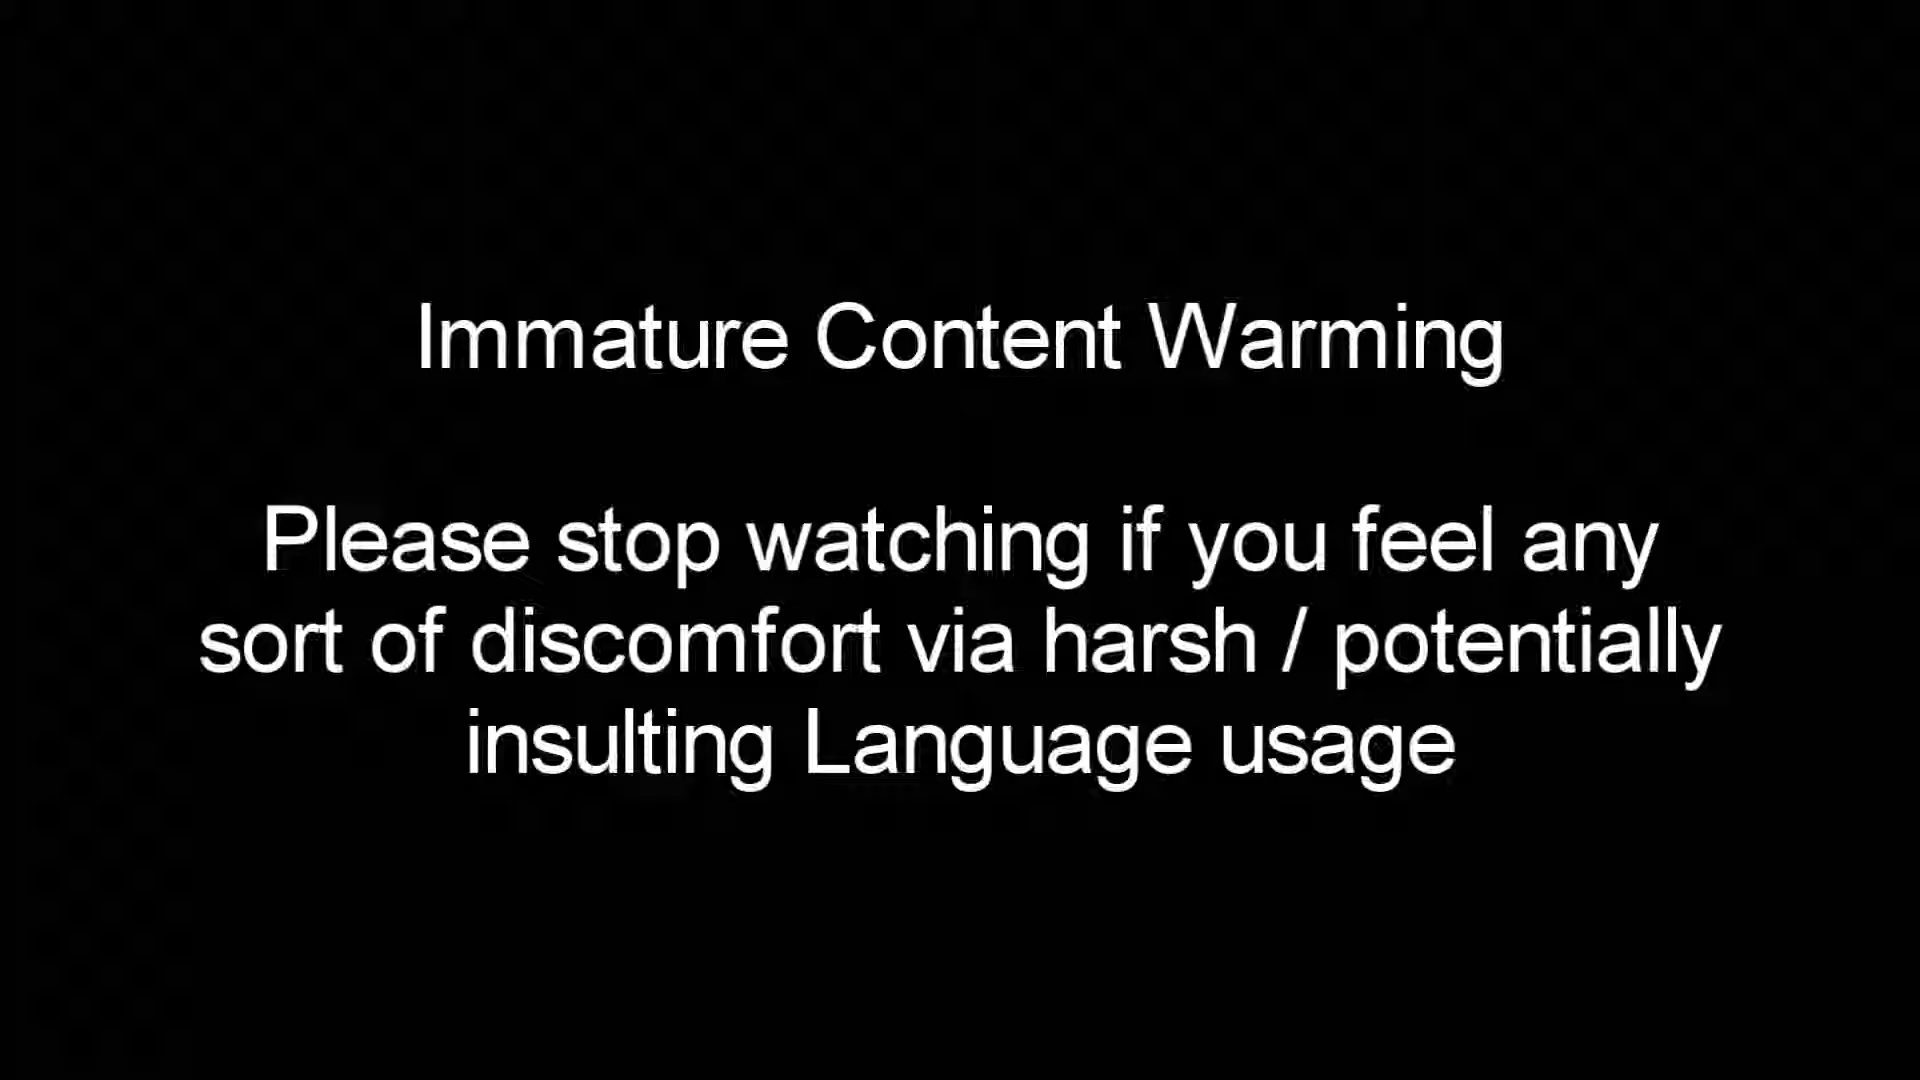 Immature Content Warming
Please stop watching if you feel any
sort of discomfort via harsh / potentially
insulting Language usage